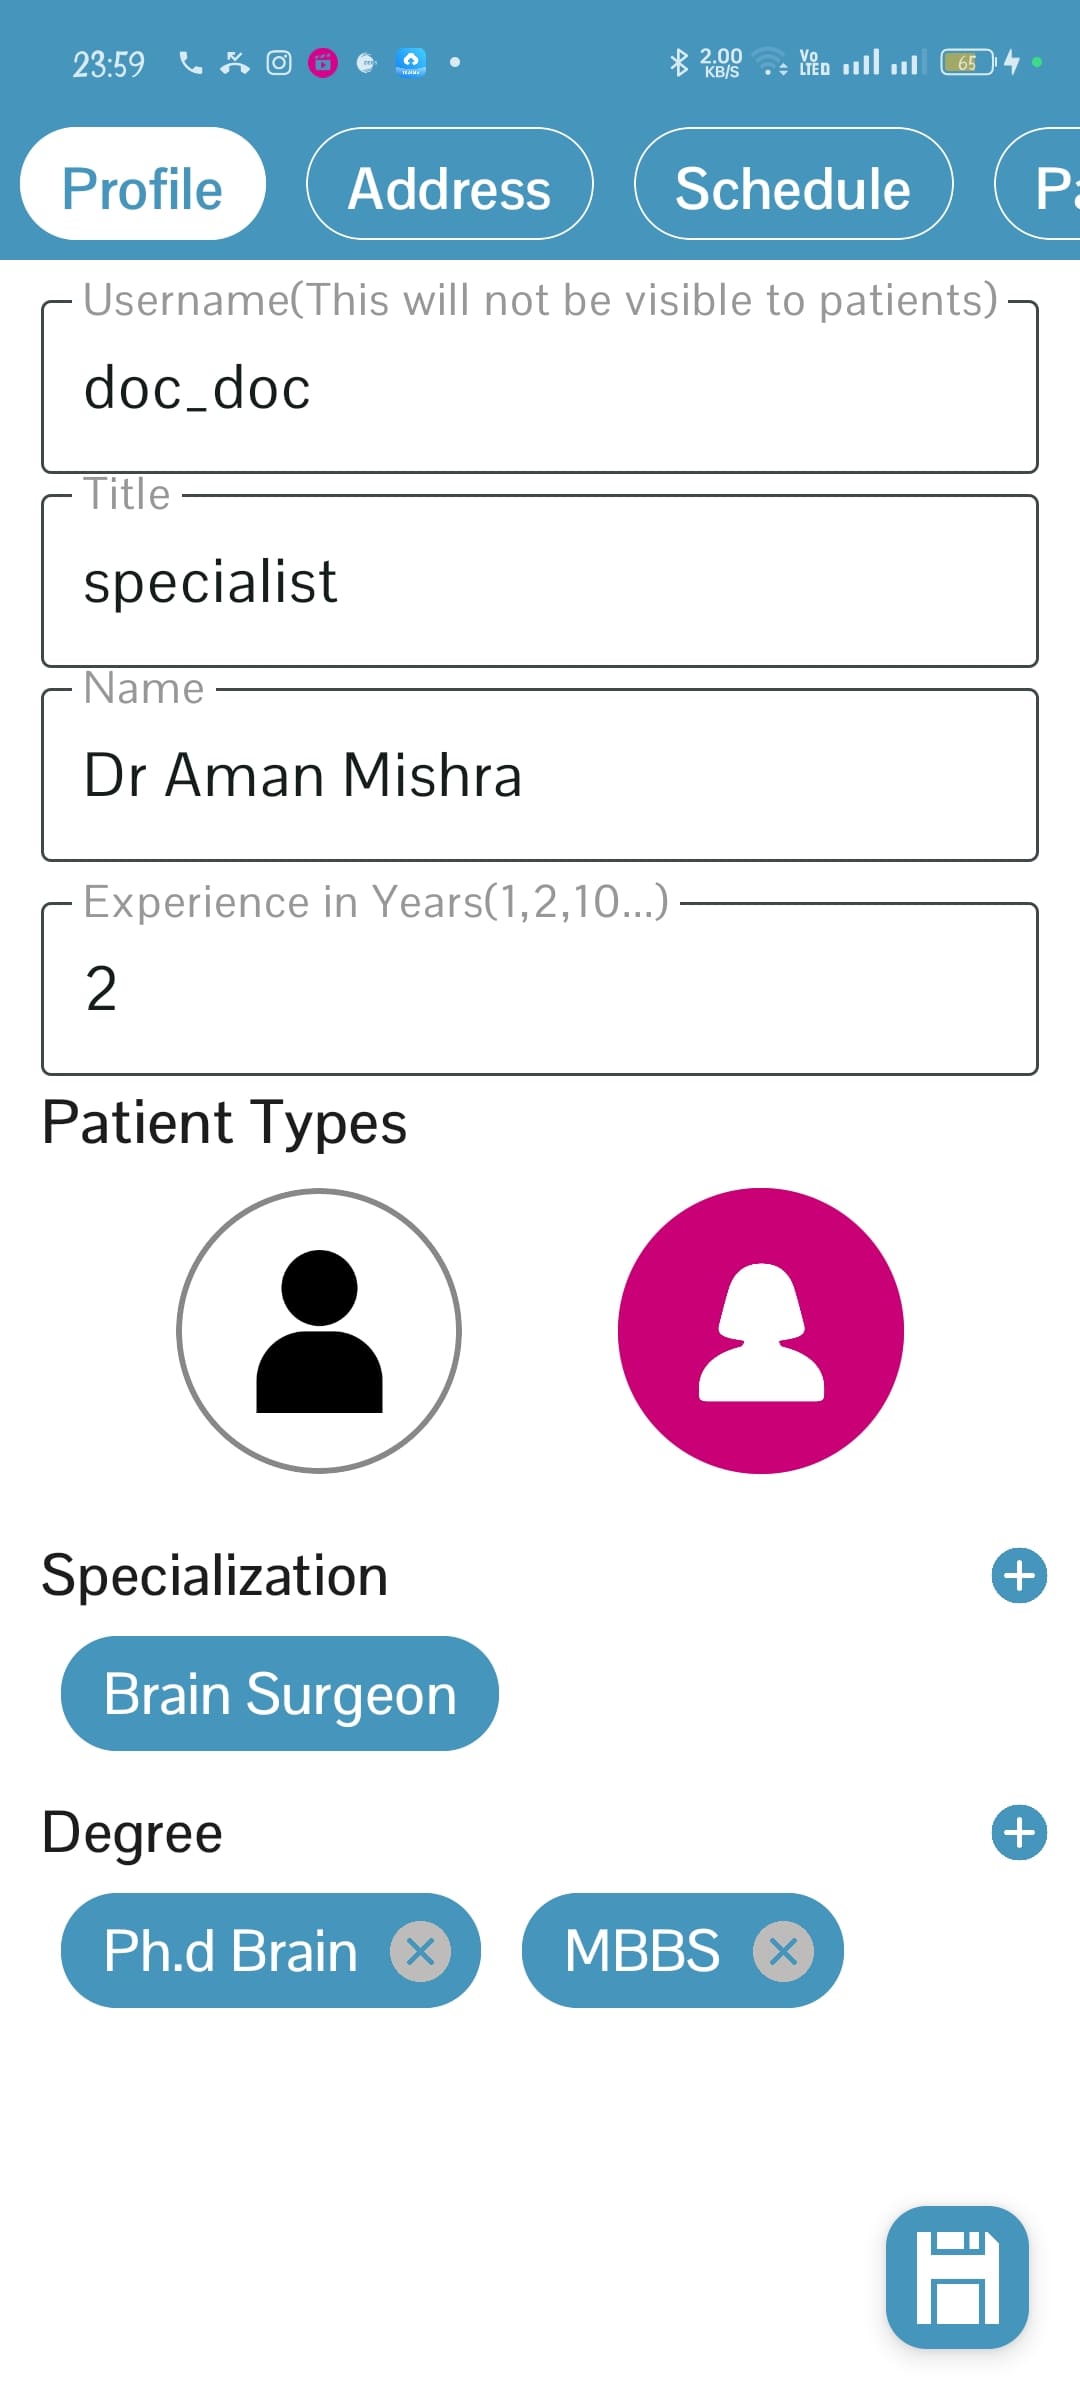 23:59 2.00 KB/S Vo LTED 65
Profile Address Schedule Pa
Username(This will not be visible to patients)
doc_doc
Title
specialist
Name
Dr Aman Mishra
Experience in Years(1,2,10...)
2
Patient Types
Specialization
Brain Surgeon
Degree
Ph.d Brain MBBS